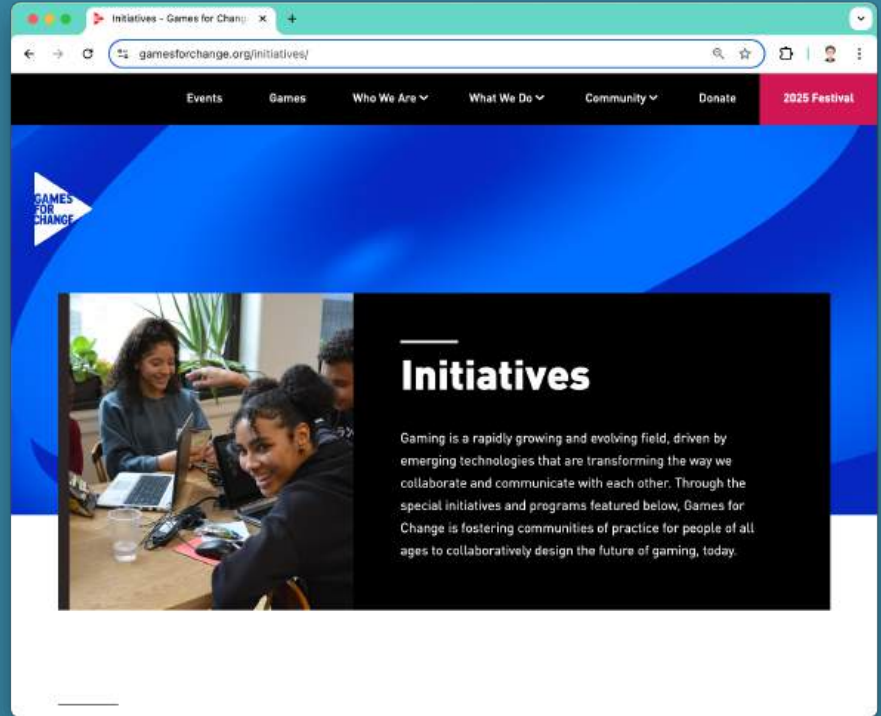 Initiatives - Games for Chang
gamesforchange.org/initiatives/
Events Games Who We Are What We Do Community Donate 2025 Festival
GAMES
FOR
CHANGE
Initiatives
Gaming is a rapidly growing and evolving field, driven by
emerging technologies that are transforming the way we
collaborate and communicate with each other. Through the
special initiatives and programs featured below, Games for
Change is fostering communities of practice for people of all
ages to collaboratively design the future of gaming, today.